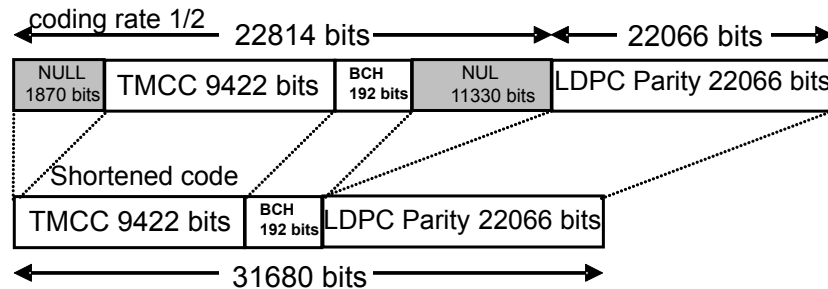 coding rate 1/2
22814 bits
22066 bits
NULL
1870 bits
TMCC 9422 bits
BCH
192 bits
NUL
11330 bits
LDPC Parity 22066 bits
Shortened code
TMCC 9422 bits
BCH
192 bits
LDPC Parity 22066 bits
31680 bits